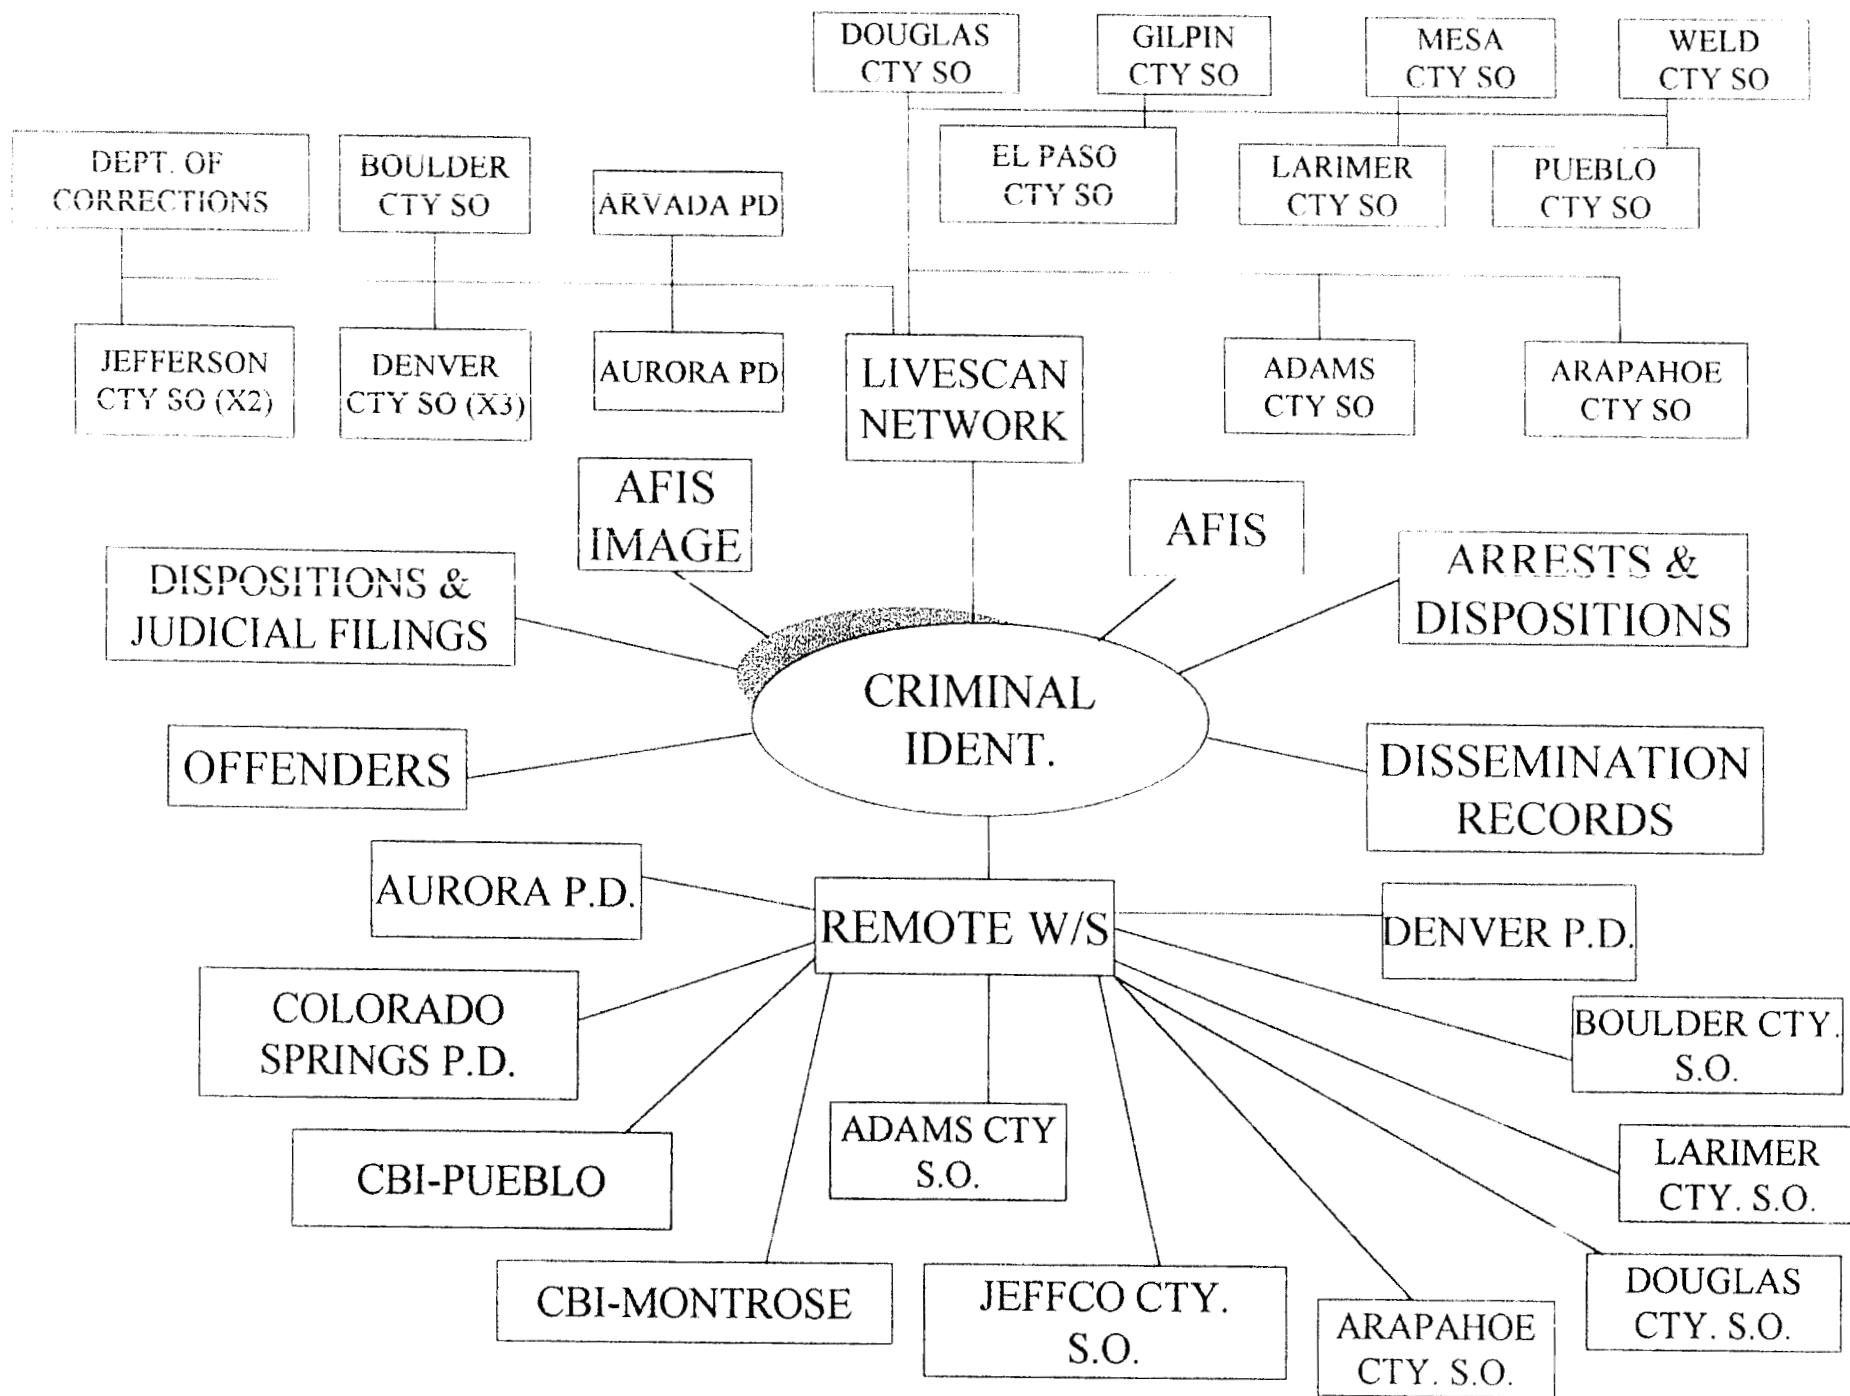 DOUGLAS
CTY SO
GILPIN
CTY SO
MESA
CTY SO
WELD
CTY SO
DEPT. OF
CORRECTIONS
BOULDER
CTY SO
ARVADA PD
EL PASO
CTY SO
LARIMER
CTY SO
PUEBLO
CTY SO
JEFFERSON
CTY SO (X2)
DENVER
CTY SO (X3)
AURORA PD
LIVESCAN
NETWORK
ADAMS
CTY SO
ARAPAHOE
CTY SO
AFIS
IMAGE
AFIS
DISPOSITIONS &
JUDICIAL FILINGS
ARRESTS &
DISPOSITIONS
CRIMINAL
IDENT.
OFFENDERS
DISSEMINATION
RECORDS
AURORA P.D.
REMOTE W/S
DENVER P.D.
COLORADO
SPRINGS P.D.
BOULDER CTY.
S.O.
CBI-PUEBLO
ADAMS CTY
S.O.
LARIMER
CTY. S.O.
CBI-MONTROSE
JEFFCO CTY.
S.O.
ARAPAHOE
CTY. S.O.
DOUGLAS
CTY. S.O.